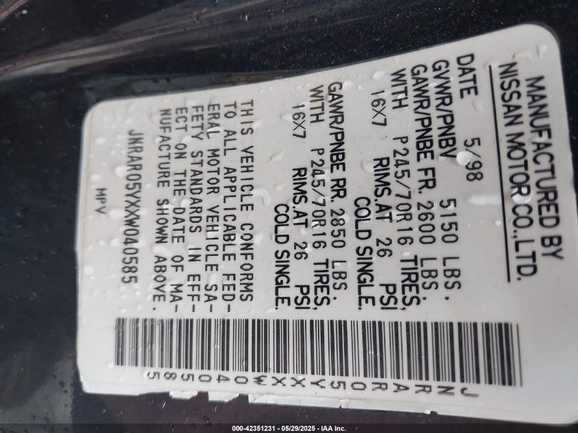 MANUFACTURED BY
NISSAN MOTOR CO.,LTD.
DATE 5/98
GVWR/PNBV 5150 LBS.
GAWR/PNBE FR. 2600 LBS.
WITH P245/70R16 TIRES,
16X7 RIMS.AT 26 PSI
COLD SINGLE.
GAWR/PNBE RR. 2850 LBS.
WITH P245/70R16 TIRES,
16X7 RIMS.AT 26 PSI
COLD SINGLE.
THIS VEHICLE CONFORMS
TO ALL APPLICABLE FED-
ERAL MOTOR VEHICLE SA-
FETY STANDARDS IN EFF-
ECT ON THE DATE OF MA-
NUFACTURE SHOWN ABOVE.
JNRAR05YXXW040585
MPV
JNRAR05YXXW040585
000-42351231 - 05/29/2025 - IAA Inc.